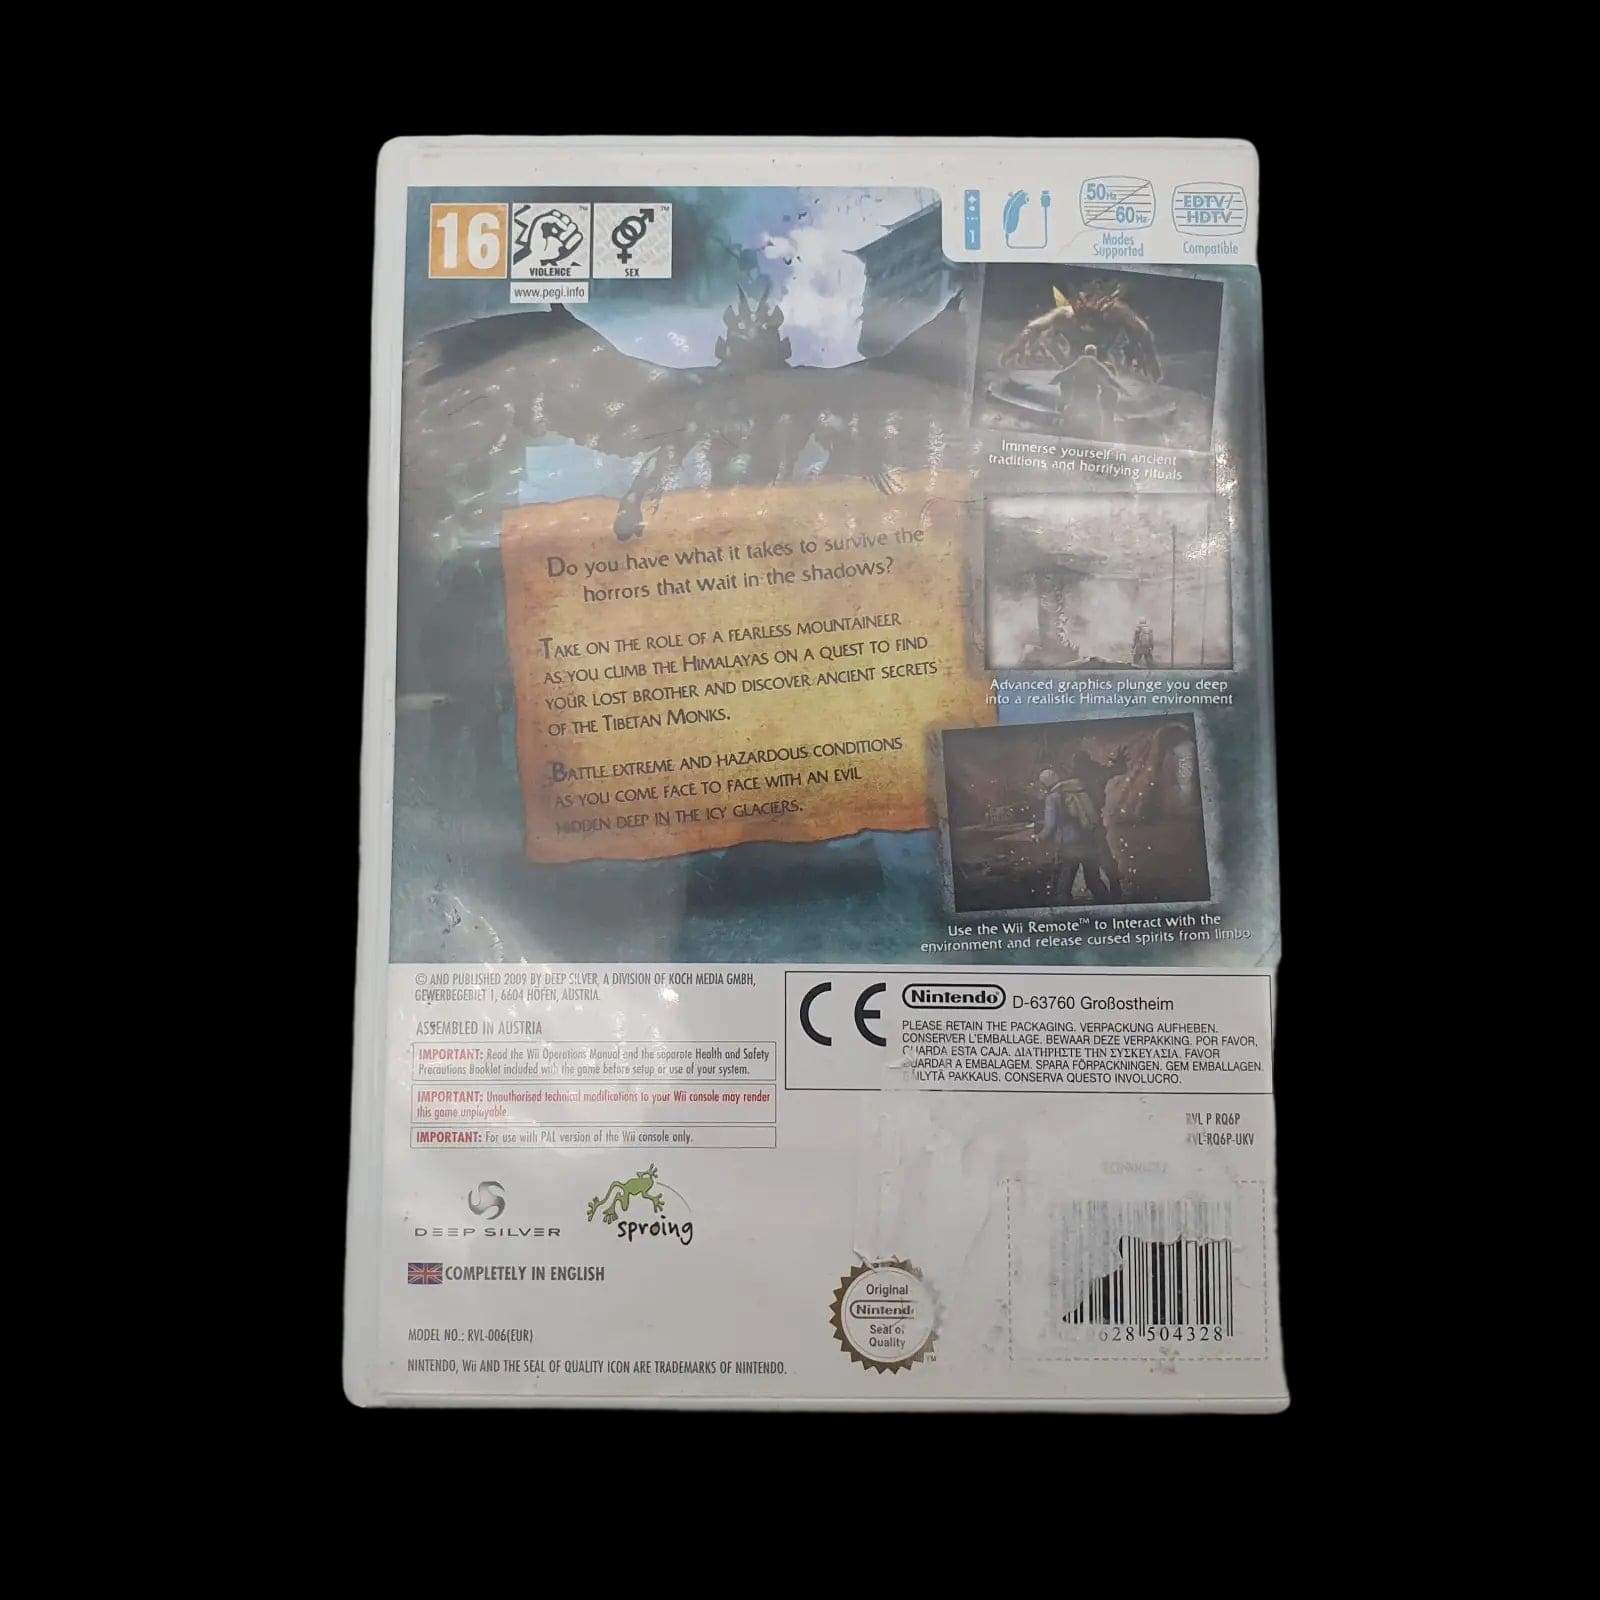 16
VIOLENCE
SEX
www.pegi.info
1
50Hz
60Hz
Modes
Supported
EDTV/
HDTV
Compatible
Immerse yourself in ancient
traditions and horrifying rituals
Do you have what it takes to survive the
horrors that wait in the shadows?
TAKE ON THE ROLE OF A FEARLESS MOUNTAINEER
AS YOU CLIMB THE HIMALAYAS ON A QUEST TO FIND
YOUR LOST BROTHER AND DISCOVER ANCIENT SECRETS
OF THE TIBETAN MONKS.
BATTLE EXTREME AND HAZARDOUS CONDITIONS
AS YOU COME FACE TO FACE WITH AN EVIL
HIDDEN DEEP IN THE ICY GLACIERS.
Advanced graphics plunge you deep
into a realistic Himalayan environment
Use the Wii Remote™ to Interact with the
environment and release cursed spirits from limbo
© AND PUBLISHED 2009 BY DEEP SILVER, A DIVISION OF KOCH MEDIA GMBH,
GEWERBEGEBIET 1, 6604 HÖFEN, AUSTRIA.
ASSEMBLED IN AUSTRIA
IMPORTANT: Read the Wii Operations Manual and the separate Health and Safety
Precautions Booklet included with the game before setup or use of your system.
IMPORTANT: Unauthorised technical modifications to your Wii console may render
this game unplayable
IMPORTANT: For use with PAL version of the Wii console only.
CE
Nintendo® D-63760 Großostheim
PLEASE RETAIN THE PACKAGING. VERPACKUNG AUFHEBEN.
CONSERVER L'EMBALLAGE. BEWAAR DEZE VERPAKKING. POR FAVOR,
GUARDA ESTA CAJA. ΔΙΑΤΗΡΗΣΤΕ ΤΗΝ ΣΥΣΚΕΥΑΣΙΑ. FAVOR
GUARDAR A EMBALAGEM. SPARA FÖRPACKNINGEN. GEM EMBALLAGEN.
SÄILYTÄ PAKKAUS. CONSERVA QUESTO INVOLUCRO.
RVL P RQ6P
RVL-RQ6P-UKV
DEEP SILVER
sproing
COMPLETELY IN ENGLISH
MODEL NO.: RVL-006(EUR)
NINTENDO, Wii AND THE SEAL OF QUALITY ICON ARE TRADEMARKS OF NINTENDO.
Original
Nintendo
Seal of
Quality
TM
628 504328